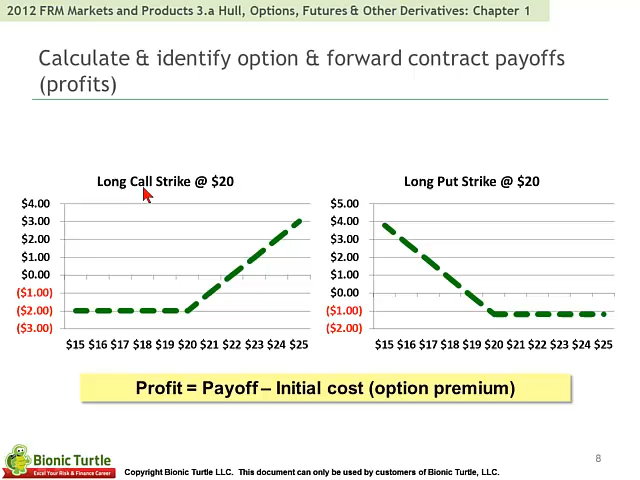 2012 FRM Markets and Products 3.a Hull, Options, Futures & Other Derivatives: Chapter 1
Calculate & identify option & forward contract payoffs
(profits)
Long Call Strike @ $20
$4.00
$3.00
$2.00
$1.00
$0.00
($1.00)
($2.00)
($3.00)
$15 $16 $17 $18 $19 $20 $21 $22 $23 $24 $25
Long Put Strike @ $20
$5.00
$4.00
$3.00
$2.00
$1.00
$0.00
($1.00)
($2.00)
$15 $16 $17 $18 $19 $20 $21 $22 $23 $24 $25
Profit = Payoff – Initial cost (option premium)
8
Bionic Turtle
Excel Your Risk & Finance Career
Copyright Bionic Turtle LLC. This document can only be used by customers of Bionic Turtle, LLC.